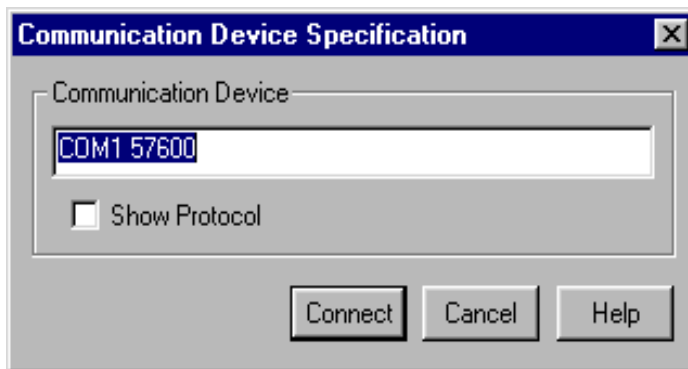 Communication Device Specification
Communication Device
COM1 57600
Show Protocol
Connect Cancel Help